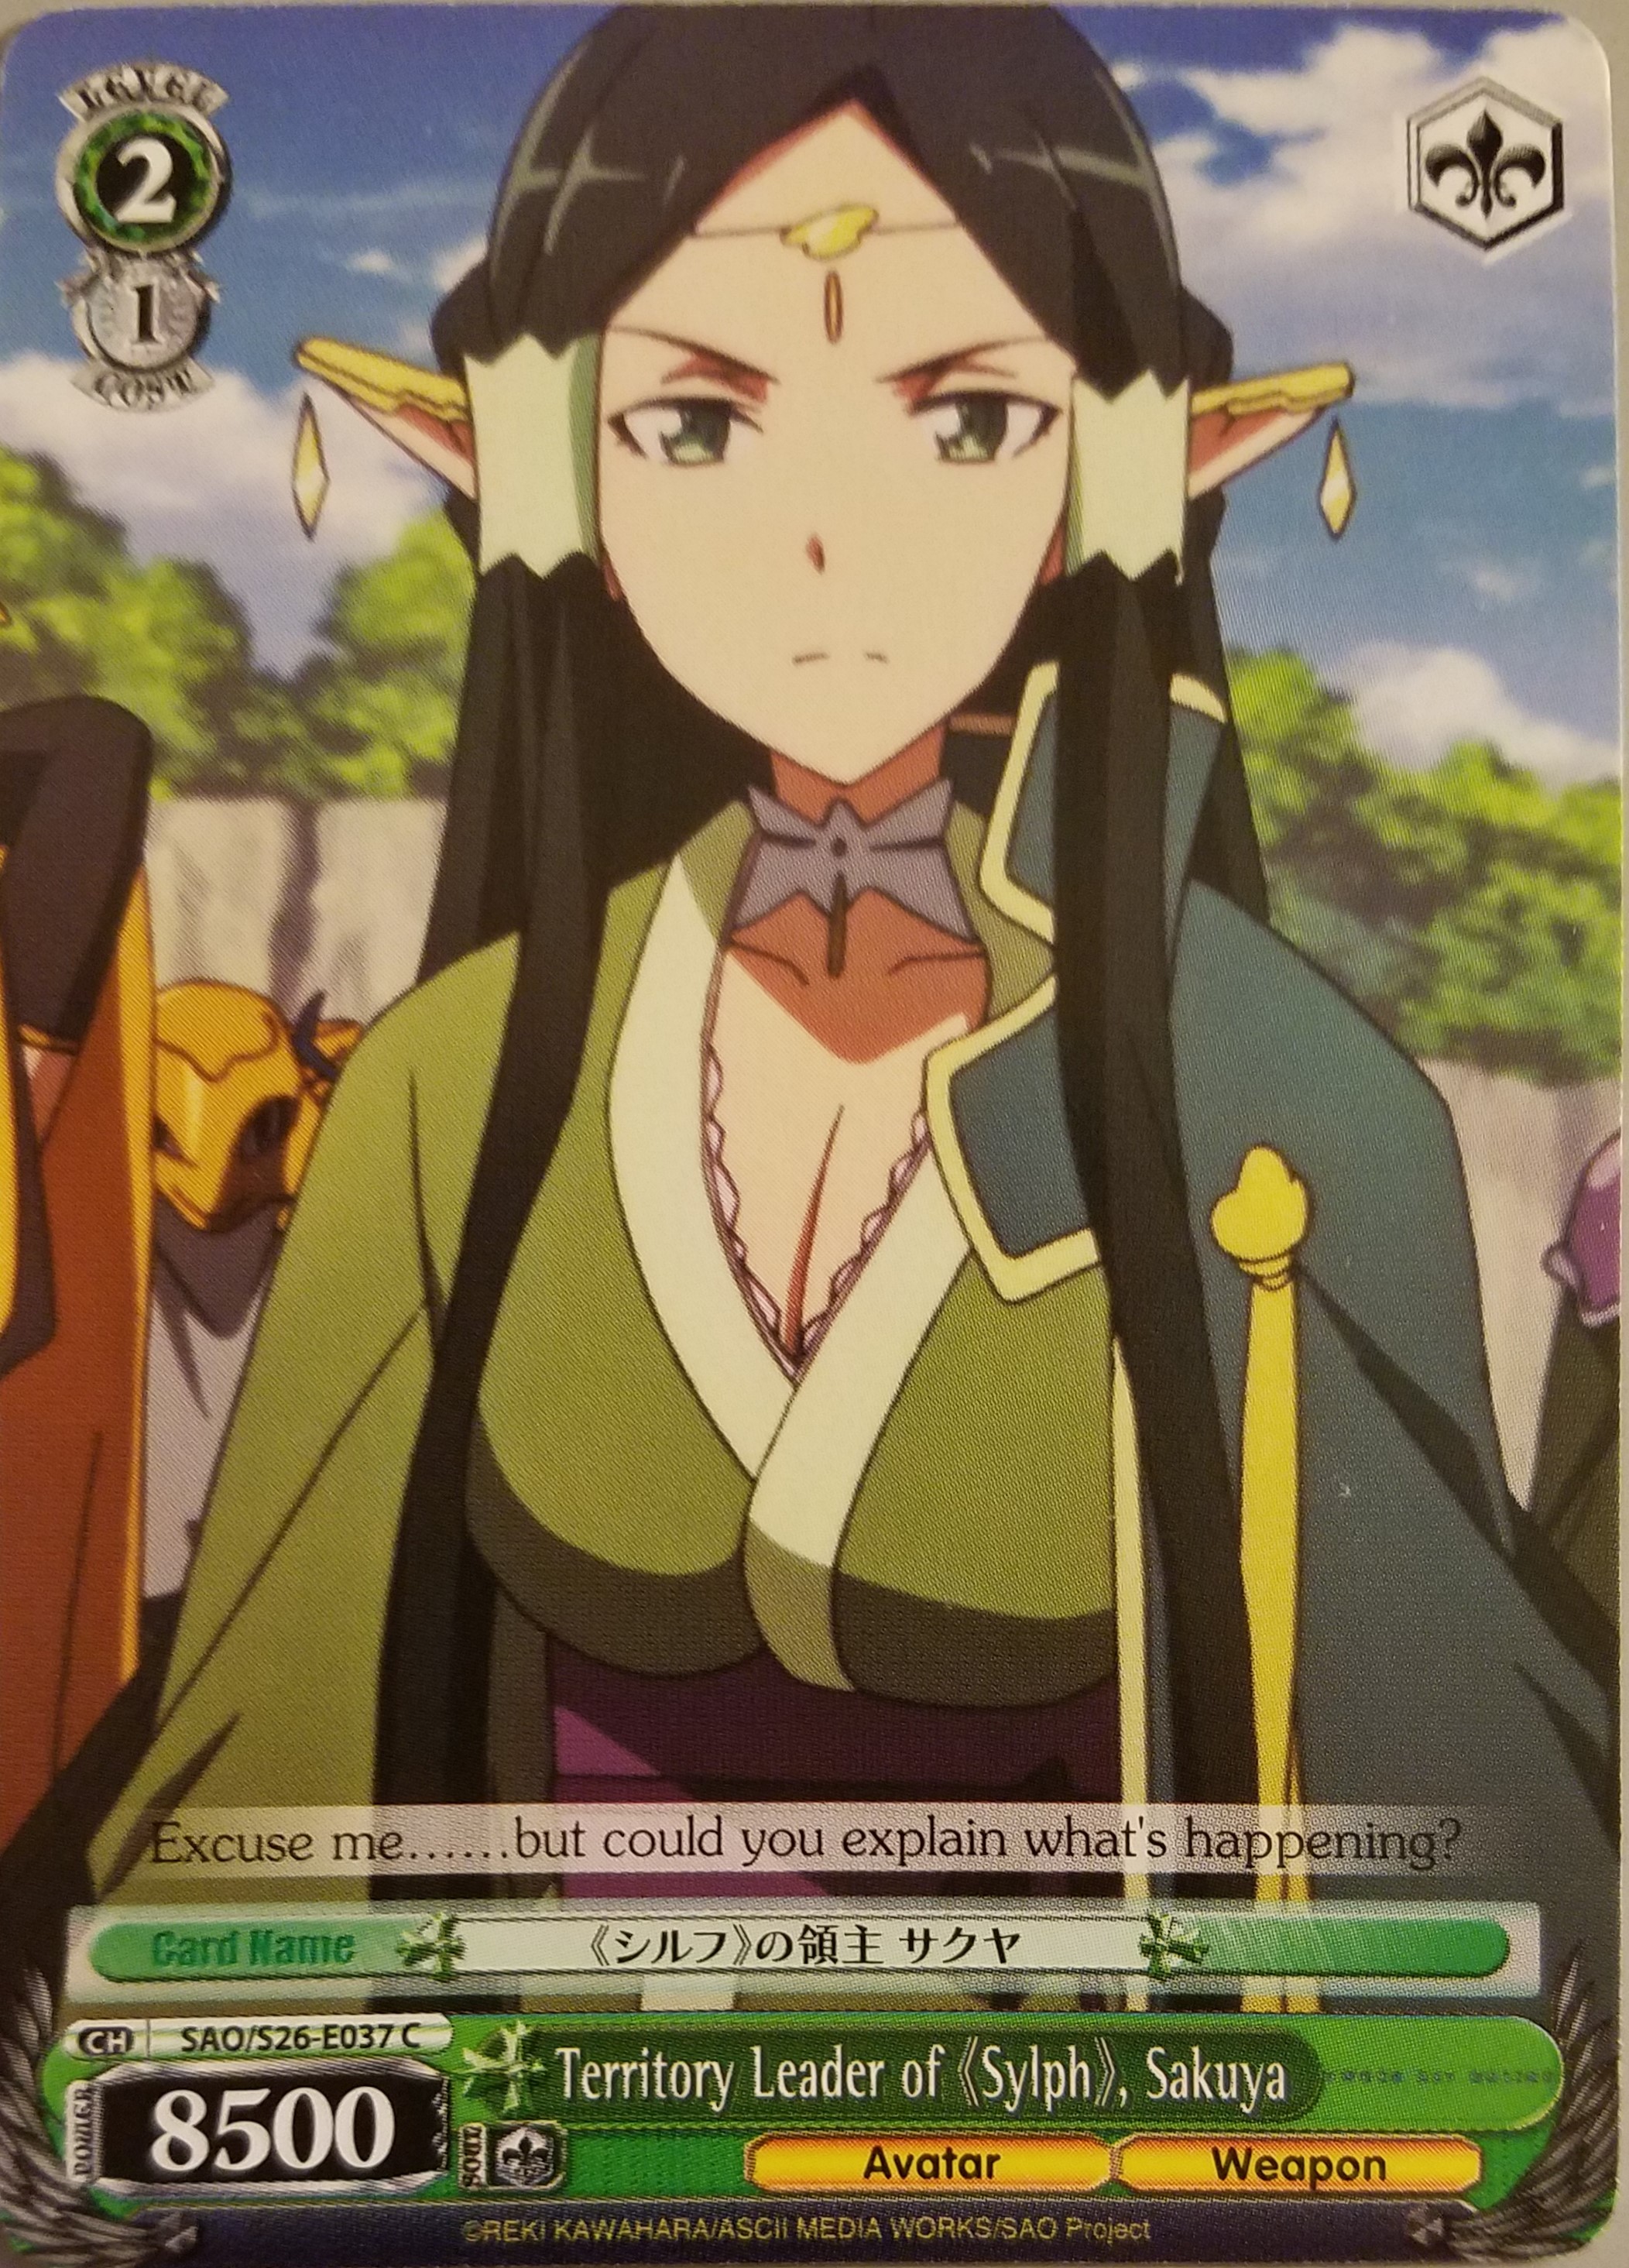 LEVEL
2
1
COST
Excuse me......but could you explain what's happening?
Card Name
《シルフ》の領主 サクヤ
CH SAO/S26-E037 C
Territory Leader of 《Sylph》, Sakuya
POWER
8500
SOUL
Avatar
Weapon
©REKI KAWAHARA/ASCII MEDIA WORKS/SAO Project